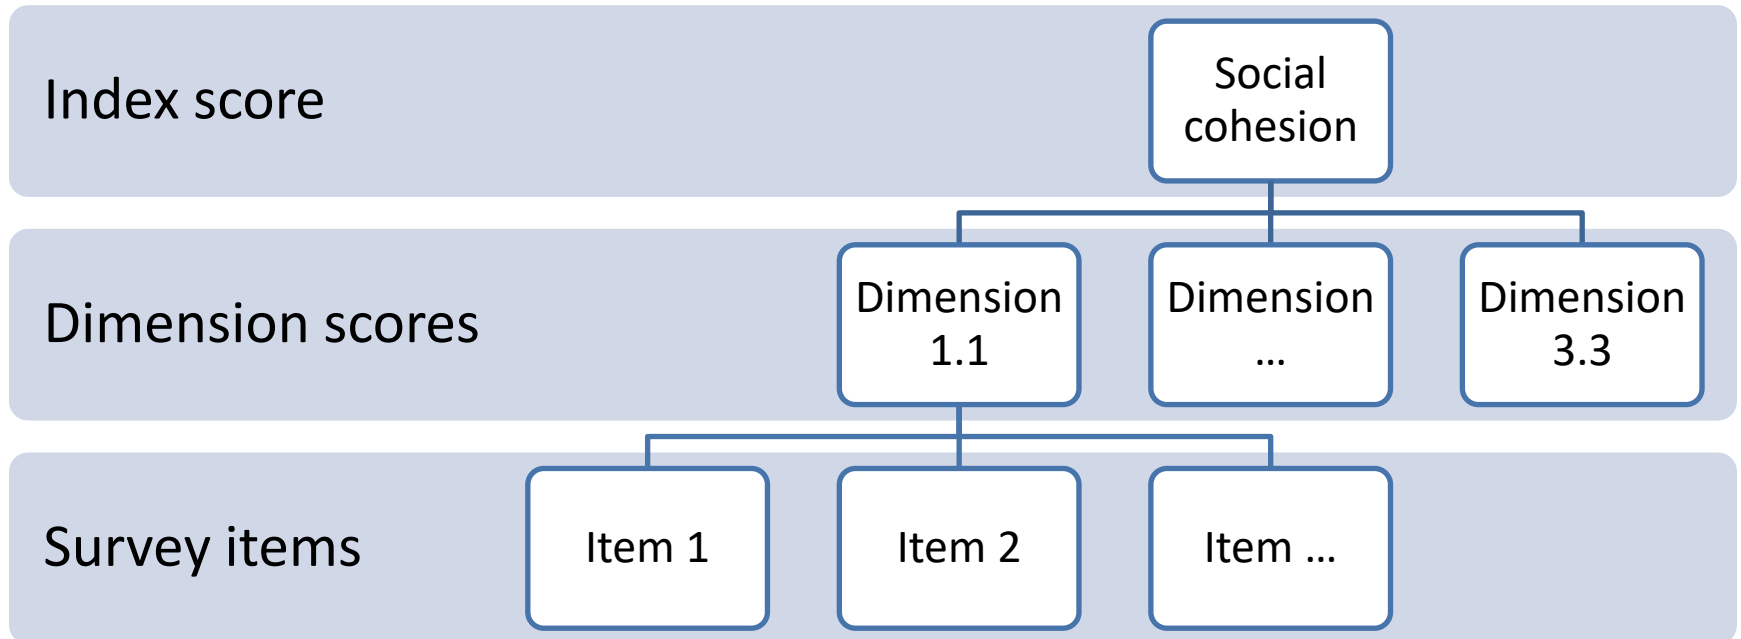 Index score
Social
cohesion
Dimension scores
Dimension
1.1
Dimension
...
Dimension
3.3
Survey items
Item 1
Item 2
Item ...